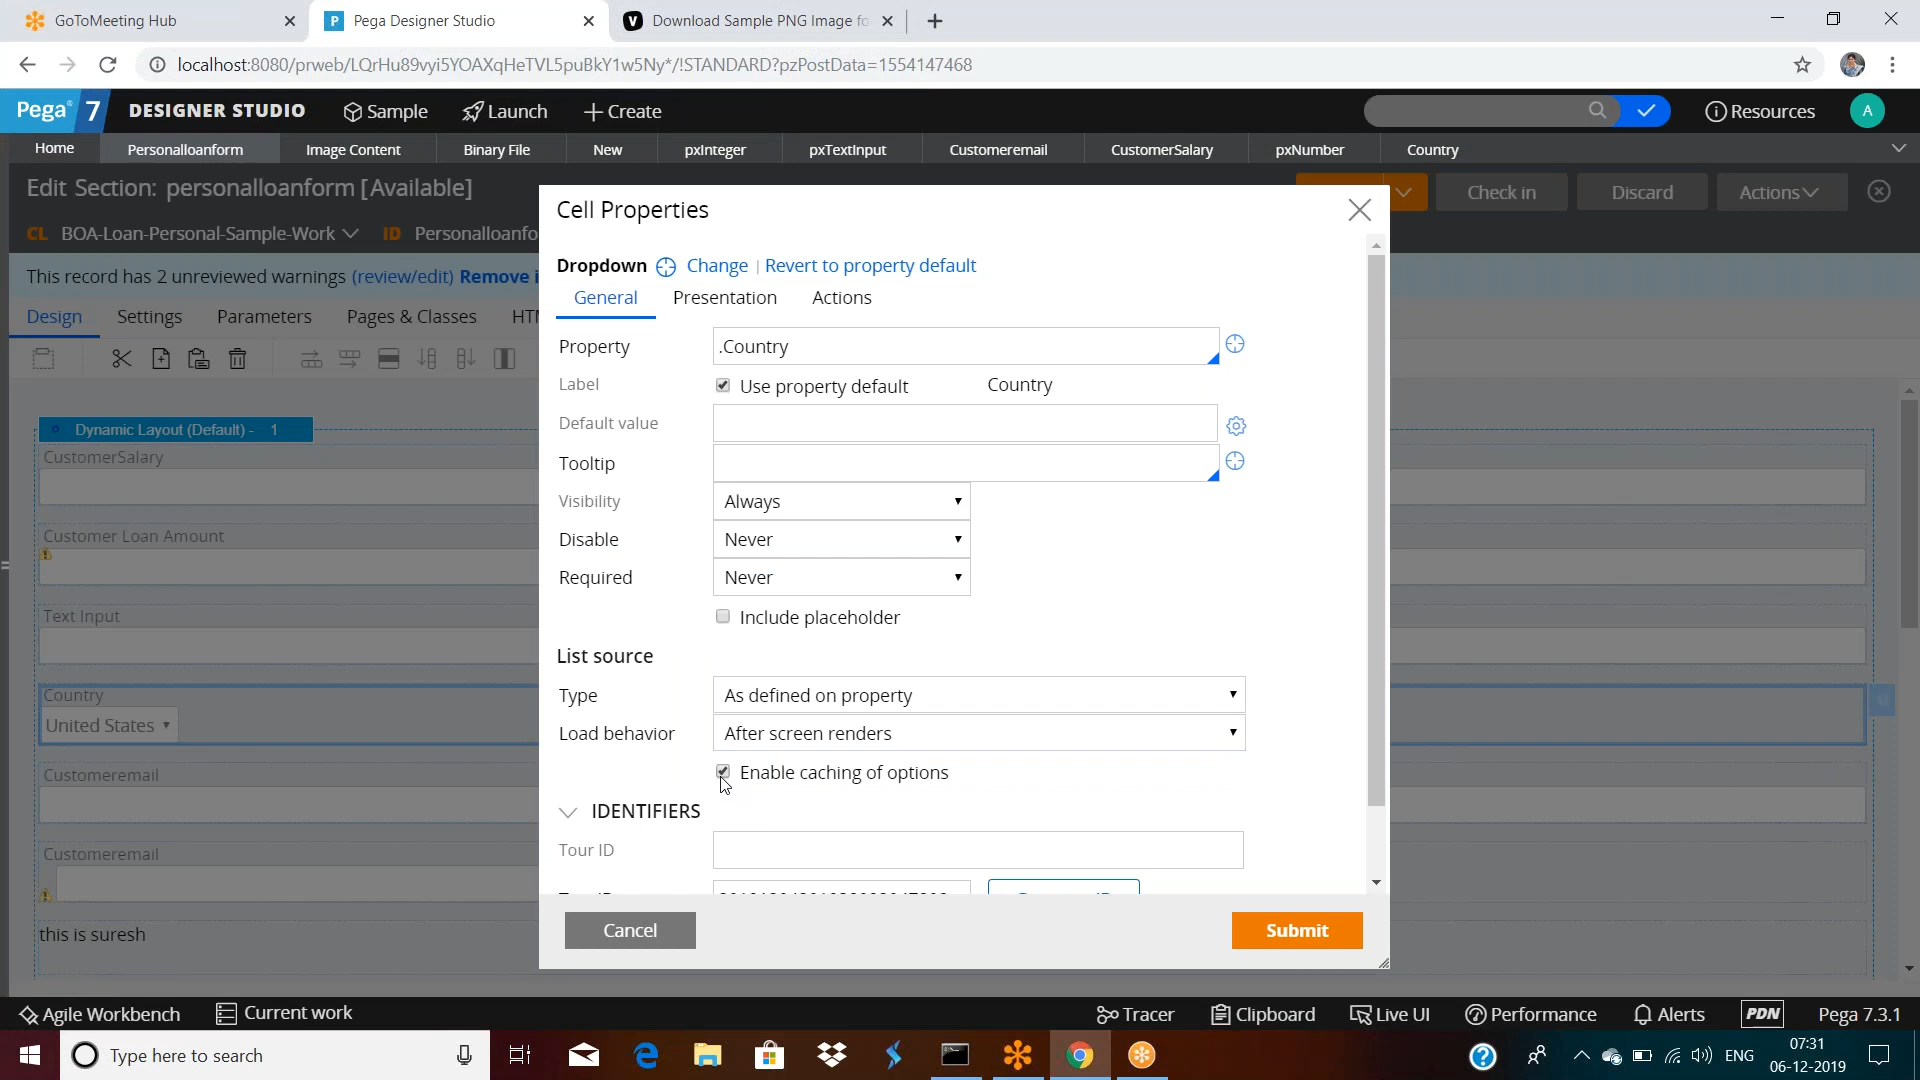 GoToMeeting Hub
Pega Designer Studio
Download Sample PNG Image fo
localhost:8080/prweb/LQrHu89vyi5YOAXqHeTVL5puBkY1w5Ny*/!STANDARD?pzPostData=1554147468
Pega 7 DESIGNER STUDIO Sample Launch Create Resources A
Home Personalloanform Image Content Binary File New pxInteger pxTextInput Customeremail CustomerSalary pxNumber Country
Edit Section: personalloanform [Available] Check in Discard Actions
CL BOA-Loan-Personal-Sample-Work ID Personalloanfo
This record has 2 unreviewed warnings (review/edit) Remove i
Design Settings Parameters Pages & Classes HT
Dynamic Layout (Default) - 1
CustomerSalary
Customer Loan Amount
Text Input
Country
United States
Customeremail
Customeremail
this is suresh
Cell Properties
Dropdown Change | Revert to property default
General Presentation Actions
Property .Country
Label Use property default Country
Default value
Tooltip
Visibility Always
Disable Never
Required Never
Include placeholder
List source
Type As defined on property
Load behavior After screen renders
Enable caching of options
IDENTIFIERS
Tour ID
Cancel Submit
Agile Workbench Current work Tracer Clipboard Live UI Performance Alerts PDN Pega 7.3.1
Type here to search ENG 07:31
06-12-2019